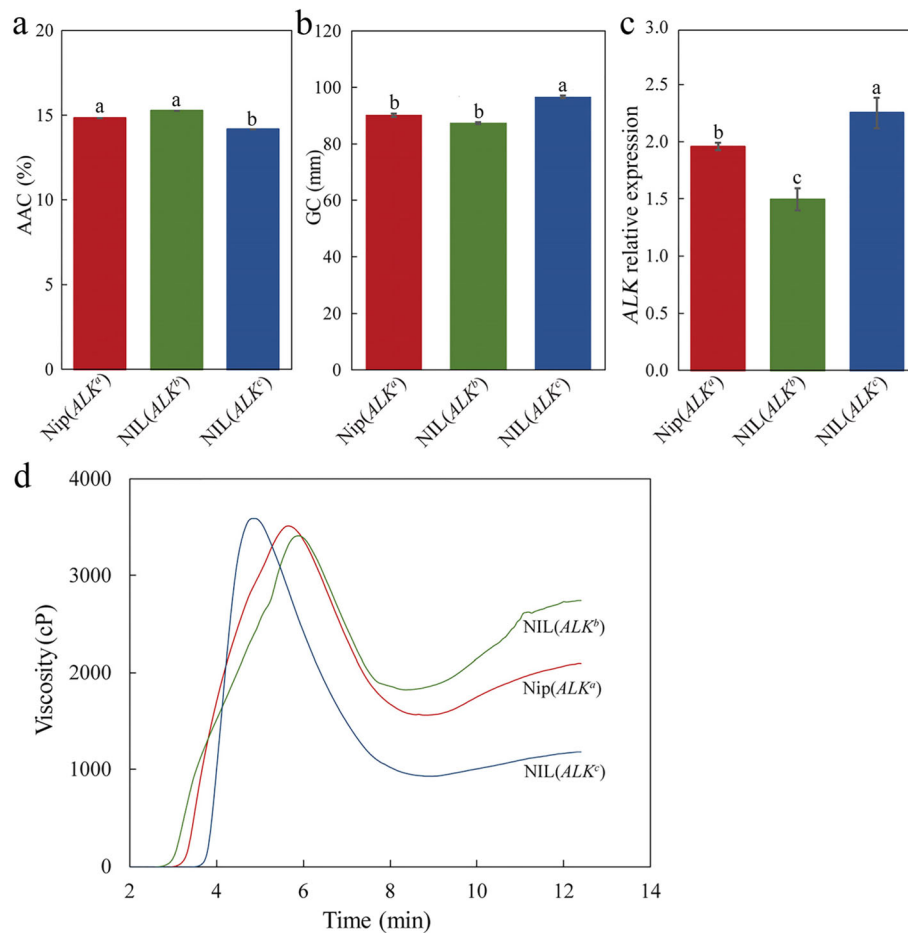 a
AAC (%)
20
15
10
5
0
a
a
b
Nip(ALKᵃ)
NIL(ALKᵇ)
NIL(ALKᶜ)
b
GC (mm)
120
100
80
60
40
20
0
b
b
a
Nip(ALKᵃ)
NIL(ALKᵇ)
NIL(ALKᶜ)
c
ALK relative expression
3.0
2.5
2.0
1.5
1.0
0.5
0.0
b
c
a
Nip(ALKᵃ)
NIL(ALKᵇ)
NIL(ALKᶜ)
d
Viscosity (cP)
4000
3000
2000
1000
0
NIL(ALKᵇ)
Nip(ALKᵃ)
NIL(ALKᶜ)
2 4 6 8 10 12 14
Time (min)